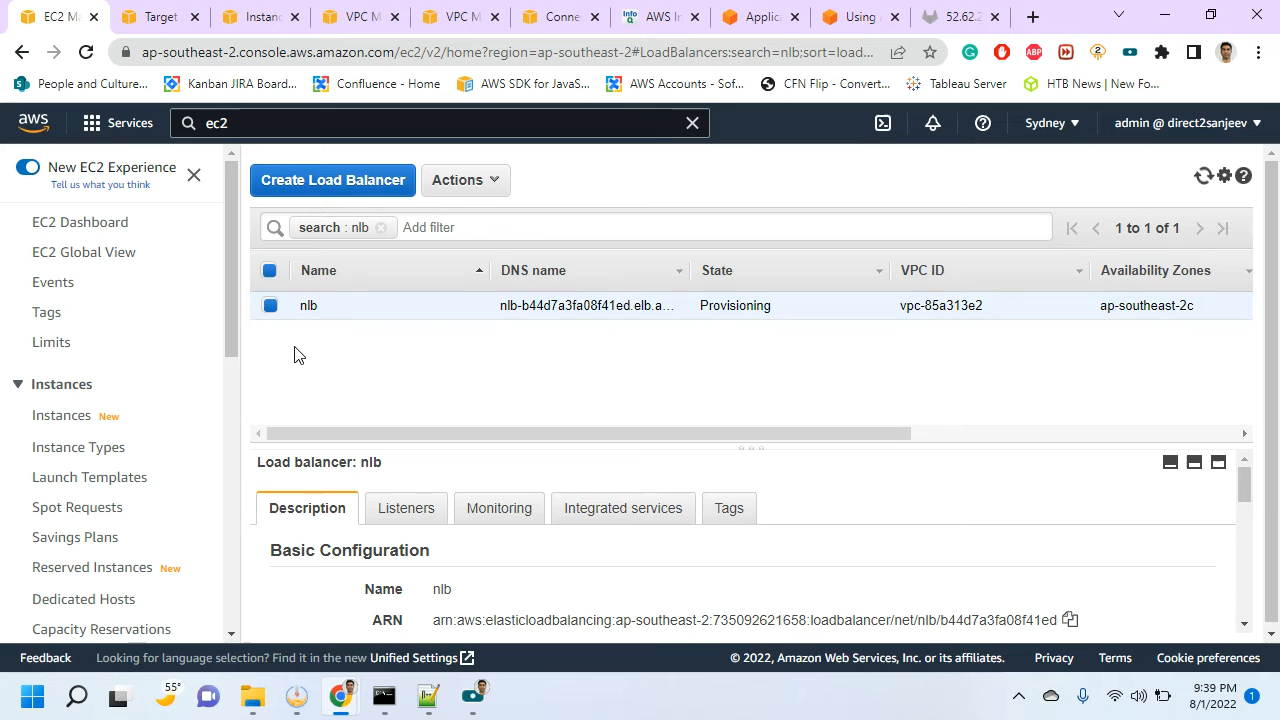 EC2 Ma
Target
Instanc
VPC M
VPC M
Conne
AWS In
Applica
Using A
52.62.2
ap-southeast-2.console.aws.amazon.com/ec2/v2/home?region=ap-southeast-2#LoadBalancers:search=nlb;sort=load...
People and Culture...
Kanban JIRA Board...
Confluence - Home
AWS SDK for JavaS...
AWS Accounts - Cof...
CFN Flip - Convert...
Tableau Server
HTB News | New Fo...
aws
Services
ec2
Sydney
admin @ direct2sanjeev
New EC2 Experience
Tell us what you think
EC2 Dashboard
EC2 Global View
Events
Tags
Limits
Instances
Instances New
Instance Types
Launch Templates
Spot Requests
Savings Plans
Reserved Instances New
Dedicated Hosts
Capacity Reservations
Create Load Balancer
Actions
search : nlb
Add filter
1 to 1 of 1
Name
DNS name
State
VPC ID
Availability Zones
nlb
nlb-b44d7a3fa08f41ed.elb.a...
Provisioning
vpc-85a313e2
ap-southeast-2c
Load balancer: nlb
Description
Listeners
Monitoring
Integrated services
Tags
Basic Configuration
Name nlb
ARN arn:aws:elasticloadbalancing:ap-southeast-2:735092621658:loadbalancer/net/nlb/b44d7a3fa08f41ed
Feedback
Looking for language selection? Find it in the new Unified Settings
© 2022, Amazon Web Services, Inc. or its affiliates.
Privacy
Terms
Cookie preferences
55°
9:39 PM
8/1/2022
1